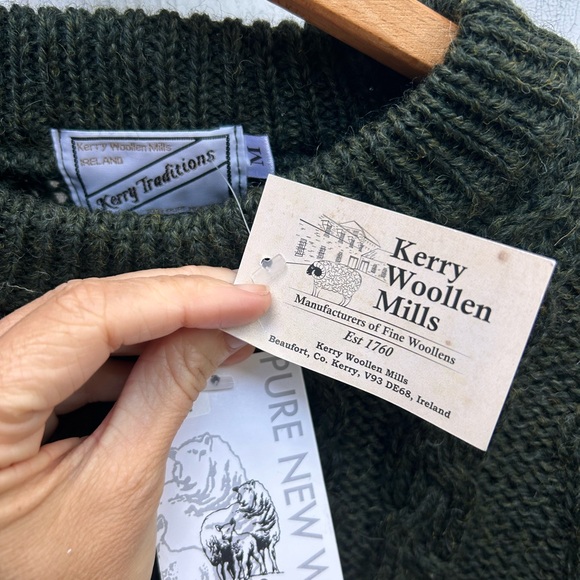 Kerry Woollen Mills
IRELAND
Kerry Traditions
M
Kerry
Woollen
Mills
Manufacturers of Fine Woollens
Est 1760
Kerry Woollen Mills
Beaufort, Co. Kerry, V93 DE68, Ireland
PURE NEW W